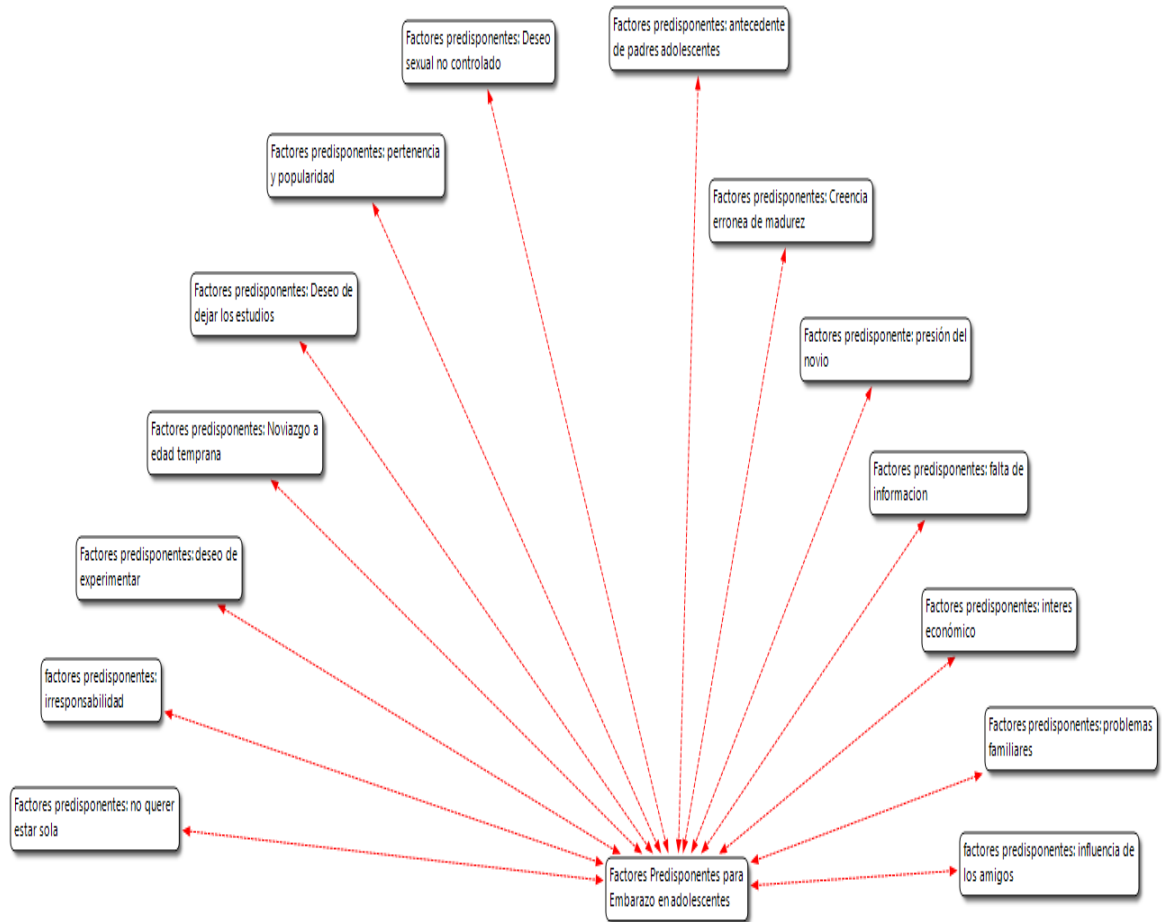 Factores predisponentes: antecedente
de padres adolescentes
Factores predisponentes: Deseo
sexual no controlado
Factores predisponentes: pertenencia
y popularidad
Factores predisponentes: Creencia
erronea de madurez
Factores predisponentes: Deseo de
dejar los estudios
Factores predisponente: presión del
novio
Factores predisponentes: Noviazgo a
edad temprana
Factores predisponentes: falta de
informacion
Factores predisponentes: deseo de
experimentar
Factores predisponentes: interes
económico
factores predisponentes:
irresponsabilidad
Factores predisponentes: problemas
familiares
Factores predisponentes: no querer
estar sola
factores predisponentes: influencia de
los amigos
Factores Predisponentes para
Embarazo en adolescentes